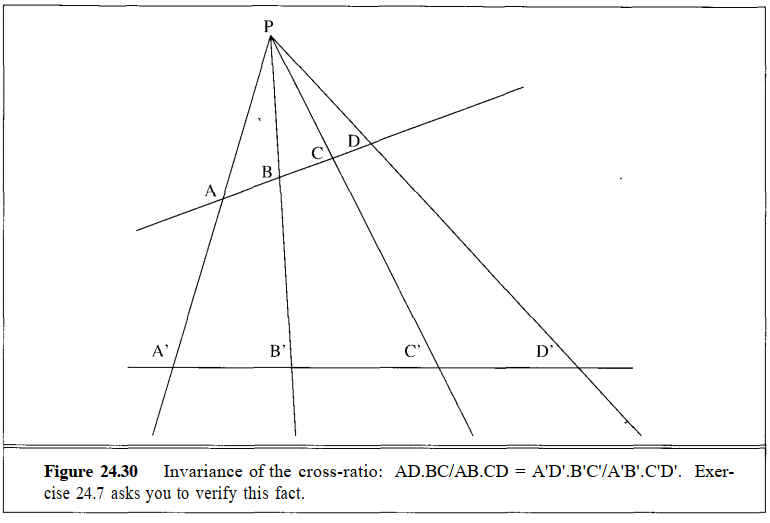 P
D
C
B
A
A'
B'
C'
D'
Figure 24.30 Invariance of the cross-ratio: AD.BC/AB.CD = A'D'.B'C'/A'B'.C'D'. Exer-
cise 24.7 asks you to verify this fact.